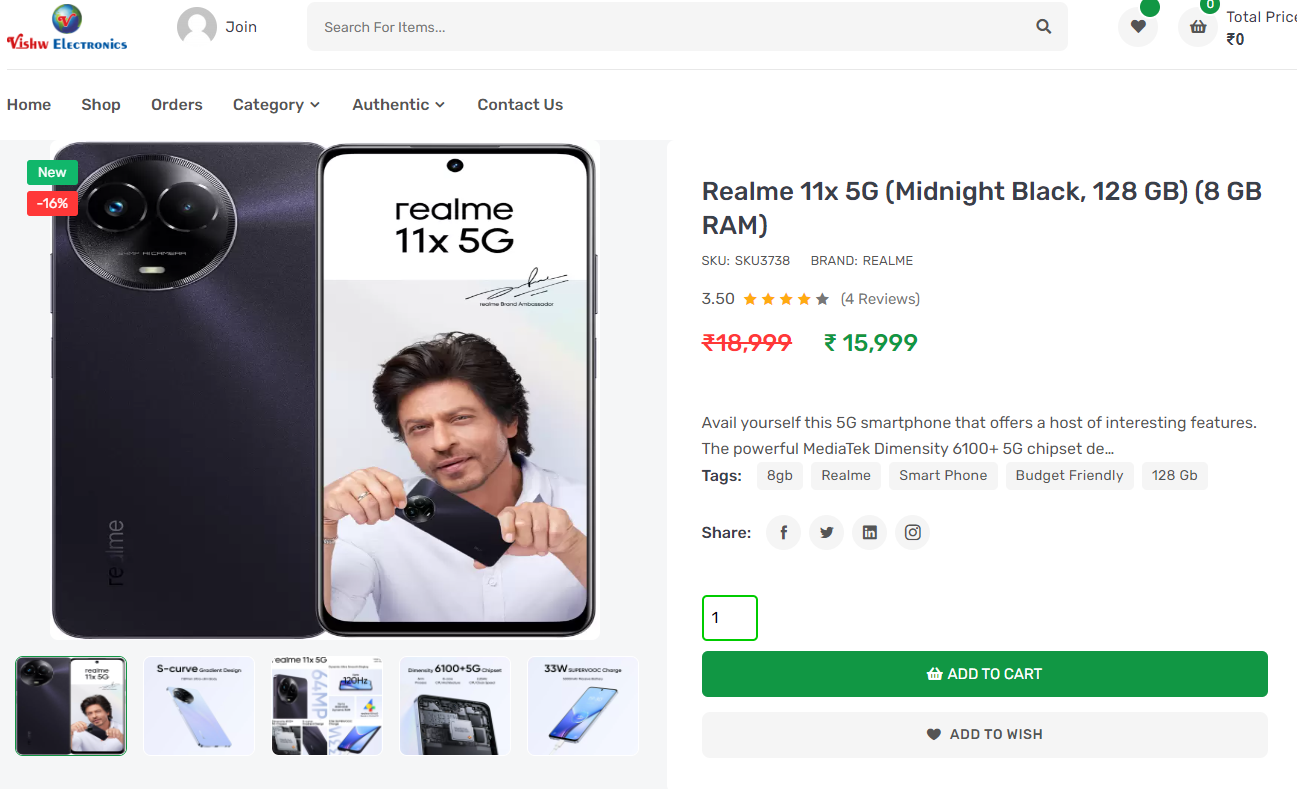 Vishw Electronics
Join
Search For Items...
0
Total Price
₹0
Home
Shop
Orders
Category
Authentic
Contact Us
New
-16%
realme
11x 5G
realme Brand Ambassador
realme
Realme 11x 5G (Midnight Black, 128 GB) (8 GB
RAM)
SKU: SKU3738 BRAND: REALME
3.50 (4 Reviews)
₹18,999 ₹ 15,999
Avail yourself this 5G smartphone that offers a host of interesting features.
The powerful MediaTek Dimensity 6100+ 5G chipset de...
Tags: 8gb Realme Smart Phone Budget Friendly 128 Gb
Share:
1
ADD TO CART
ADD TO WISH
realme
11x 5G
S-curve Gradient Design
realme 11x 5G
64MP
120Hz
Dimensity 6100+5G Chipset
33W SUPERVOOC Charge